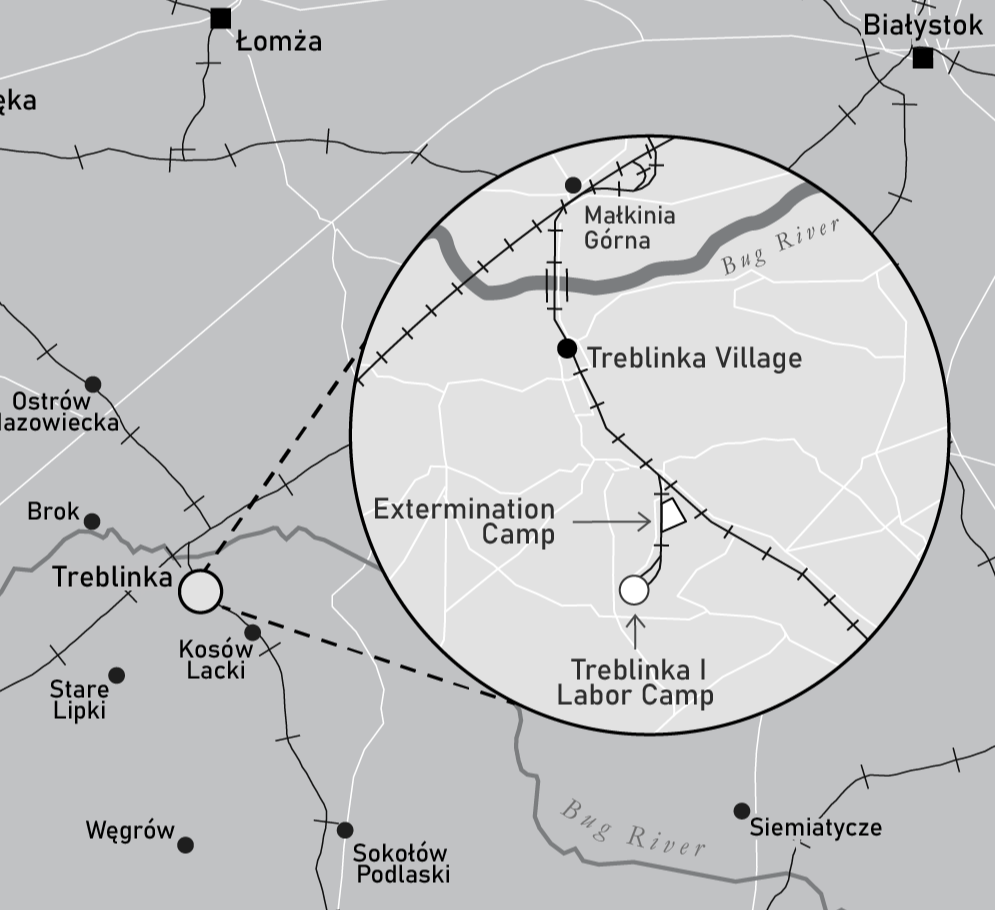 Białystok
Łomża
ęka
Małkinia
Górna
Bug River
Treblinka Village
Ostrów
Mazowiecka
Brok
Extermination
Camp
Treblinka
Kosów
Lacki
Stare
Lipki
Treblinka I
Labor Camp
Bug River
Węgrów
Siemiatycze
Sokołów
Podlaski